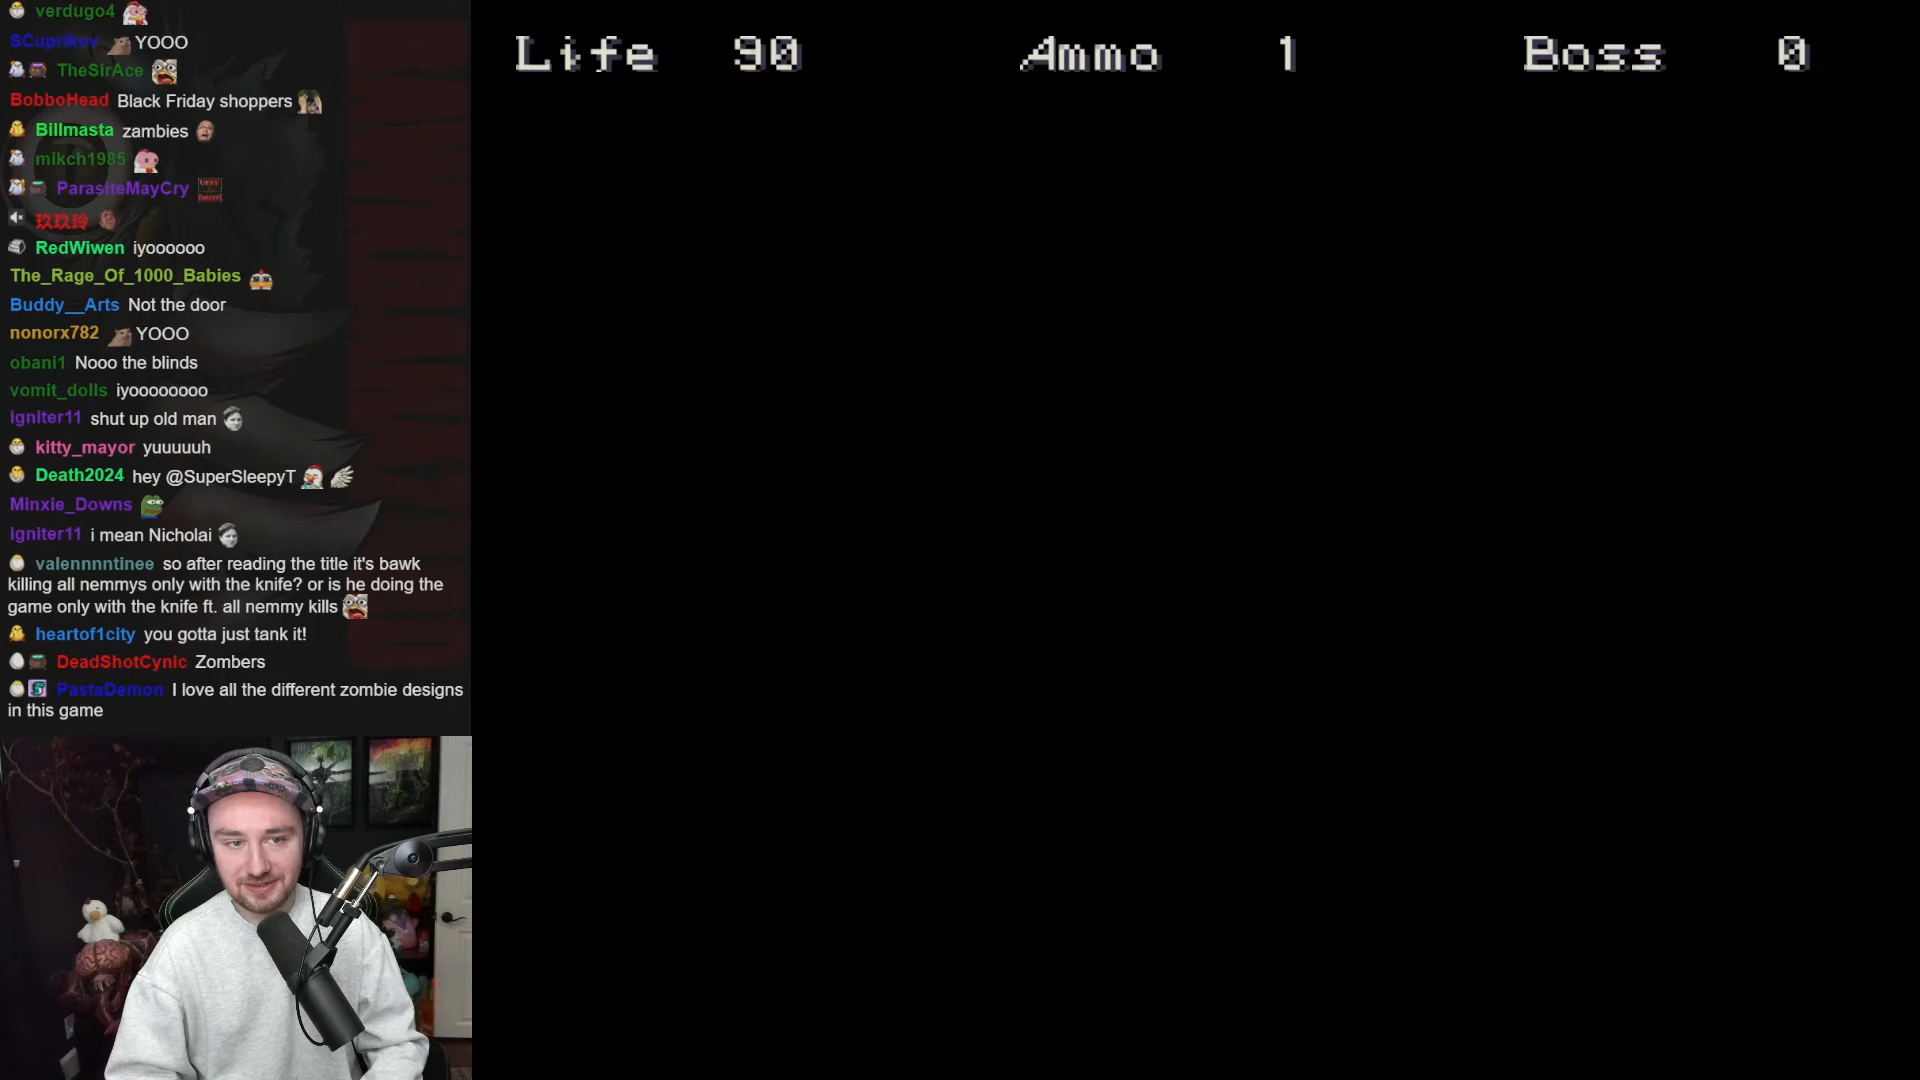 verdugo4
SCuprikov YOOO
TheSirAce
BobboHead Black Friday shoppers
Billmasta zambies
mikch1985
ParasiteMayCry
玖玖玲
RedWiwen iyoooooo
The_Rage_Of_1000_Babies
Buddy__Arts Not the door
nonorx782 YOOO
obani1 Nooo the blinds
vomit_dolls iyoooooooo
igniter11 shut up old man
kitty_mayor yuuuuuh
Death2024 hey @SuperSleepyT
Minxie_Downs
igniter11 i mean Nicholai
valennnntinee so after reading the title it's bawk
killing all nemmys only with the knife? or is he doing the
game only with the knife ft. all nemmy kills
heartof1city you gotta just tank it!
DeadShotCynic Zombers
PastaDemon I love all the different zombie designs
in this game
Life 90 Ammo 1 Boss 0